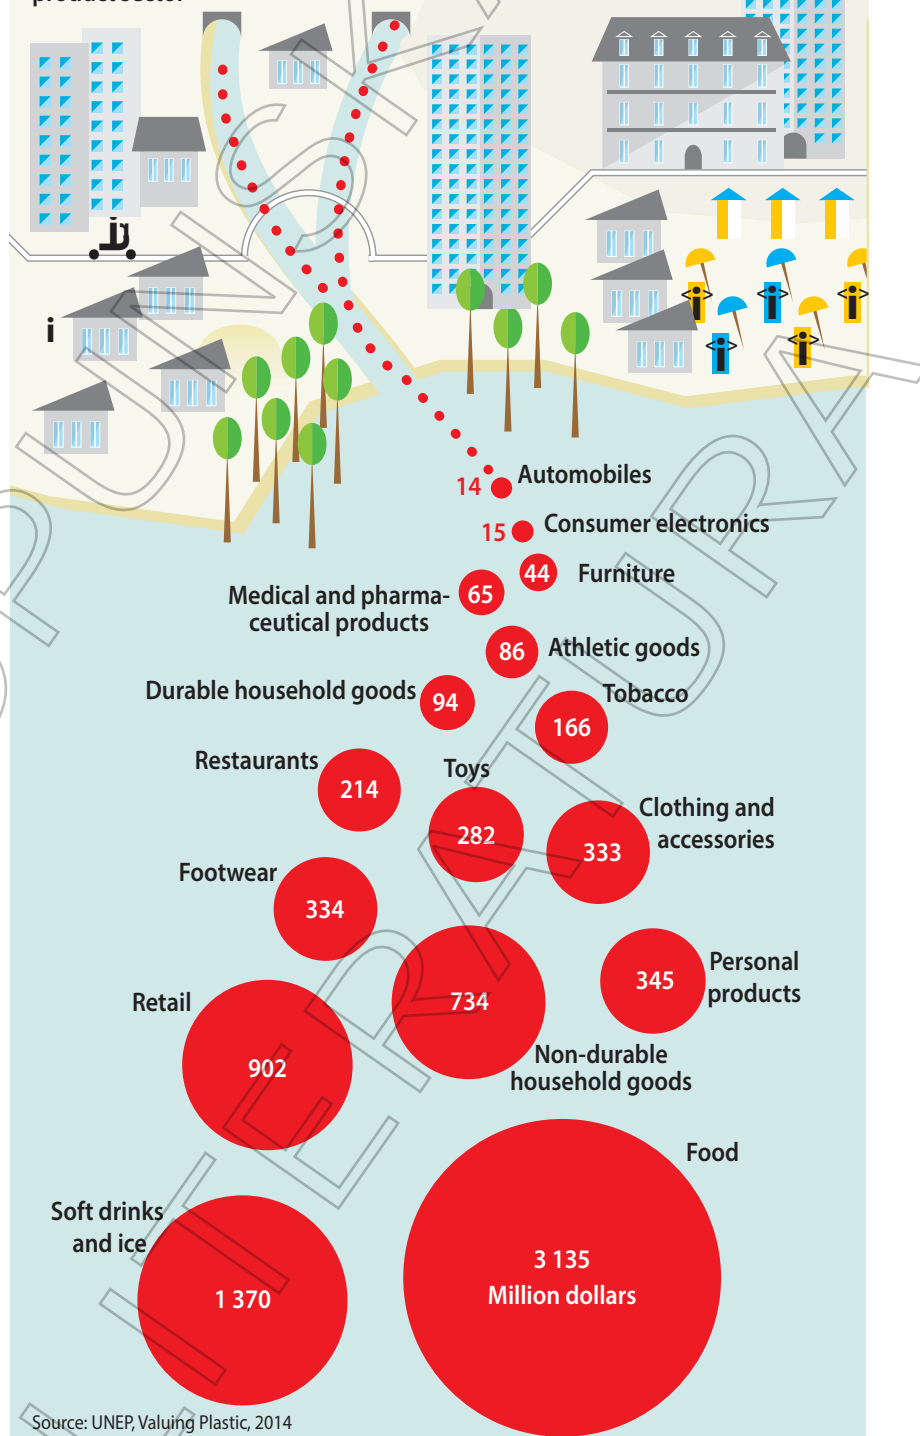 Automobiles
14
Consumer electronics
15
44
Furniture
Medical and pharma-
ceutical products
65
86
Athletic goods
Durable household goods
94
Tobacco
166
Restaurants
214
Toys
282
Clothing and
accessories
333
Footwear
334
Personal
products
345
Retail
902
734
Non-durable
household goods
Food
3 135
Million dollars
Soft drinks
and ice
1 370
Source: UNEP, Valuing Plastic, 2014